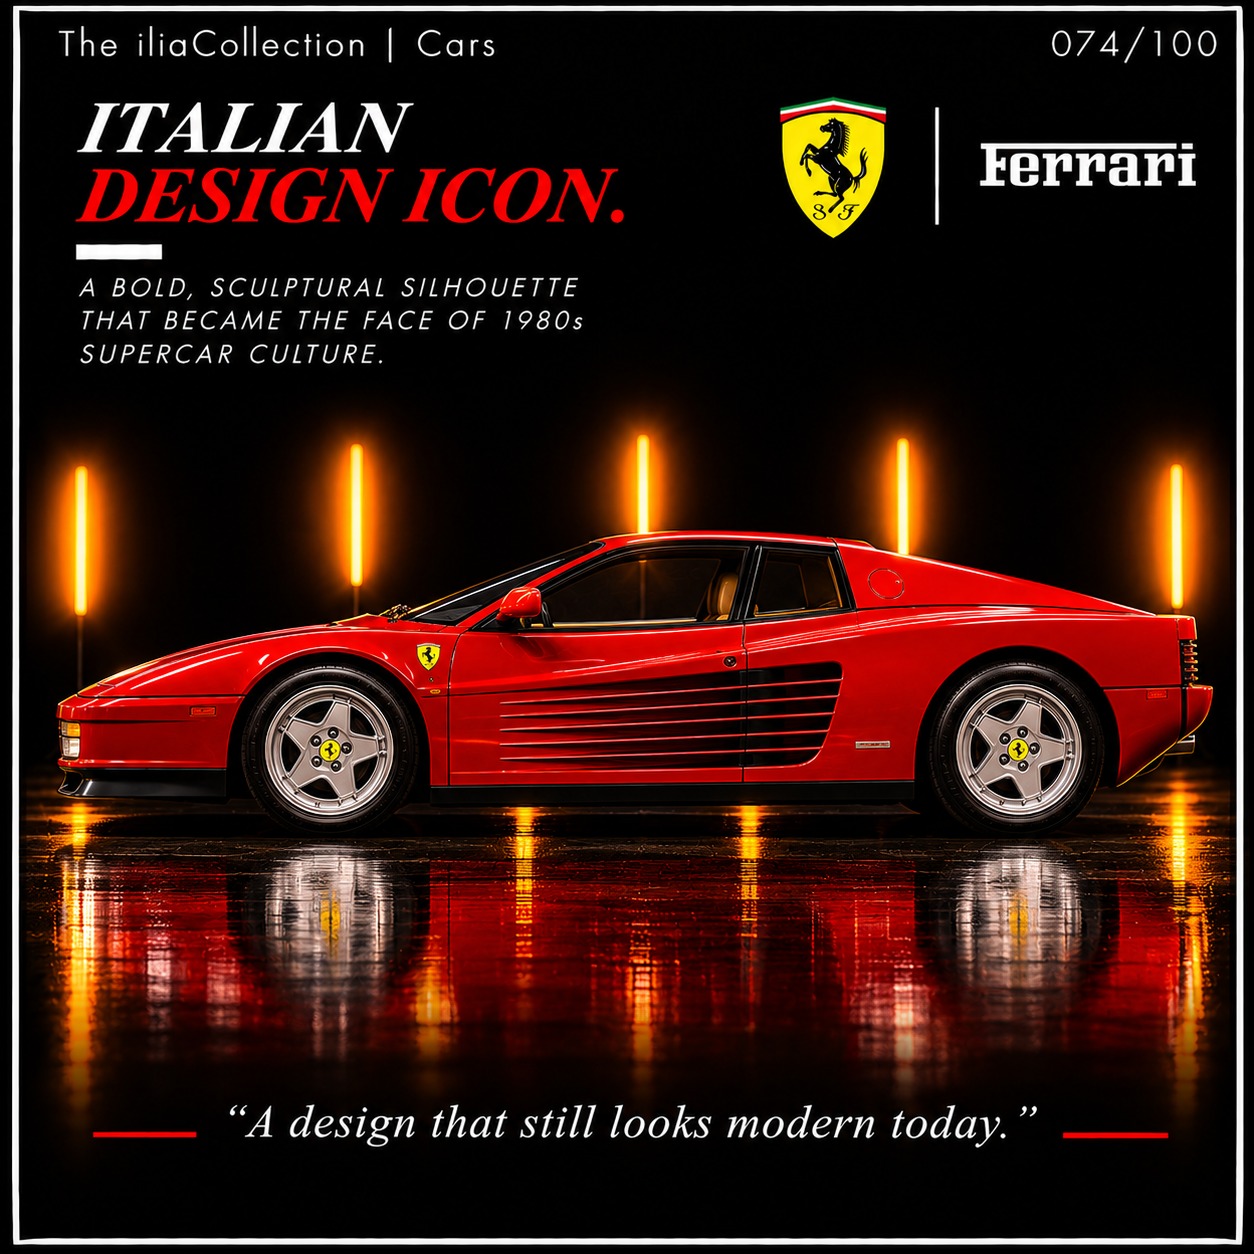 The iliaCollection | Cars
074/100
ITALIAN
DESIGN ICON.
A BOLD, SCULPTURAL SILHOUETTE
THAT BECAME THE FACE OF 1980s
SUPERCAR CULTURE.
S F
Ferrari
“A design that still looks modern today.”